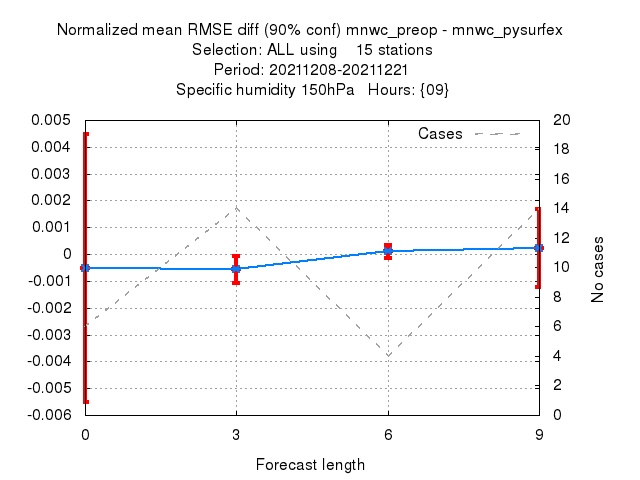 Normalized mean RMSE diff (90% conf) mnwc_preop - mnwc_pysurfex
Selection: ALL using    15 stations
Period: 20211208-20211221
Specific humidity 150hPa   Hours: {09}
Cases
0.005
0.004
0.003
0.002
0.001
0
-0.001
-0.002
-0.003
-0.004
-0.005
-0.006
20
18
16
14
12
10
8
6
4
2
0
No cases
0 3 6 9
Forecast length